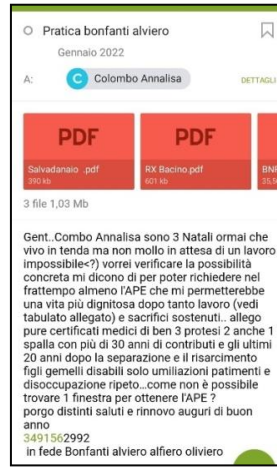 Pratica bonfanti alviero
Gennaio 2022
A:
C
Colombo Annalisa
DETTAGLI
PDF
Salvadanaio ..pdf
390 kb
PDF
RX Bacino.pdf
601 kb
BNP
35,5
3 file 1,03 Mb
Gent..Combo Annalisa sono 3 Natali ormai che
vivo in tenda ma non mollo in attesa di un lavoro
impossibile<?) vorrei verificare la possibilità
concreta mi dicono di per poter richiedere nel
frattempo almeno l'APE che mi permetterebbe
una vita più dignitosa dopo tanto lavoro (vedi
tabulato allegato) e sacrifici sostenuti.. allego
pure certificati medici di ben 3 protesi 2 anche 1
spalla con più di 30 anni di contributi e gli ultimi
20 anni dopo la separazione e il risarcimento
figli gemelli disabili solo umiliazioni patimenti e
disoccupazione ripeto...come non è possibile
trovare 1 finestra per ottenere l'APE ?
porgo distinti saluti e rinnovo auguri di buon
anno
3491562992
in fede Bonfanti alviero alfiero oliviero